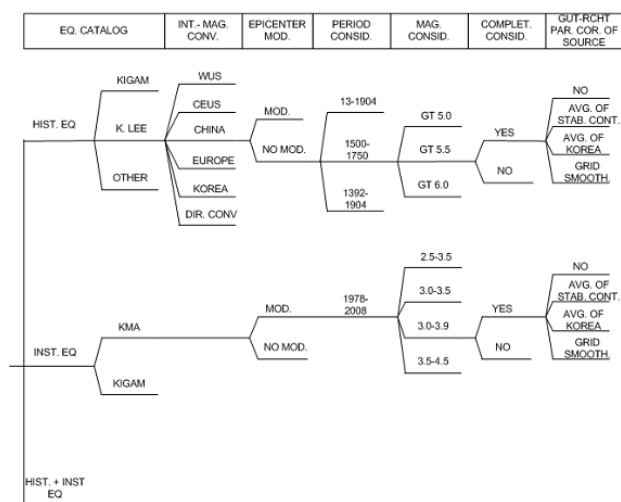 EQ. CATALOG
INT.- MAG.
CONV.
EPICENTER
MOD.
PERIOD
CONSID.
MAG.
CONSID.
COMPLET.
CONSID.
GUT-RCHT
PAR. COR. OF
SOURCE
HIST. EQ
KIGAM
K. LEE
OTHER
WUS
CEUS
CHINA
EUROPE
KOREA
DIR. CONV
MOD.
NO MOD.
13-1904
1500-
1750
1392-
1904
GT 5.0
GT 5.5
GT 6.0
YES
NO
NO
AVG. OF
STAB. CONT.
AVG. OF
KOREA
GRID
SMOOTH.
INST. EQ
KMA
KIGAM
MOD.
NO MOD.
1978-
2008
2.5-3.5
3.0-3.5
3.0-3.9
3.5-4.5
YES
NO
NO
AVG. OF
STAB. CONT.
AVG. OF
KOREA
GRID
SMOOTH.
HIST. + INST
EQ